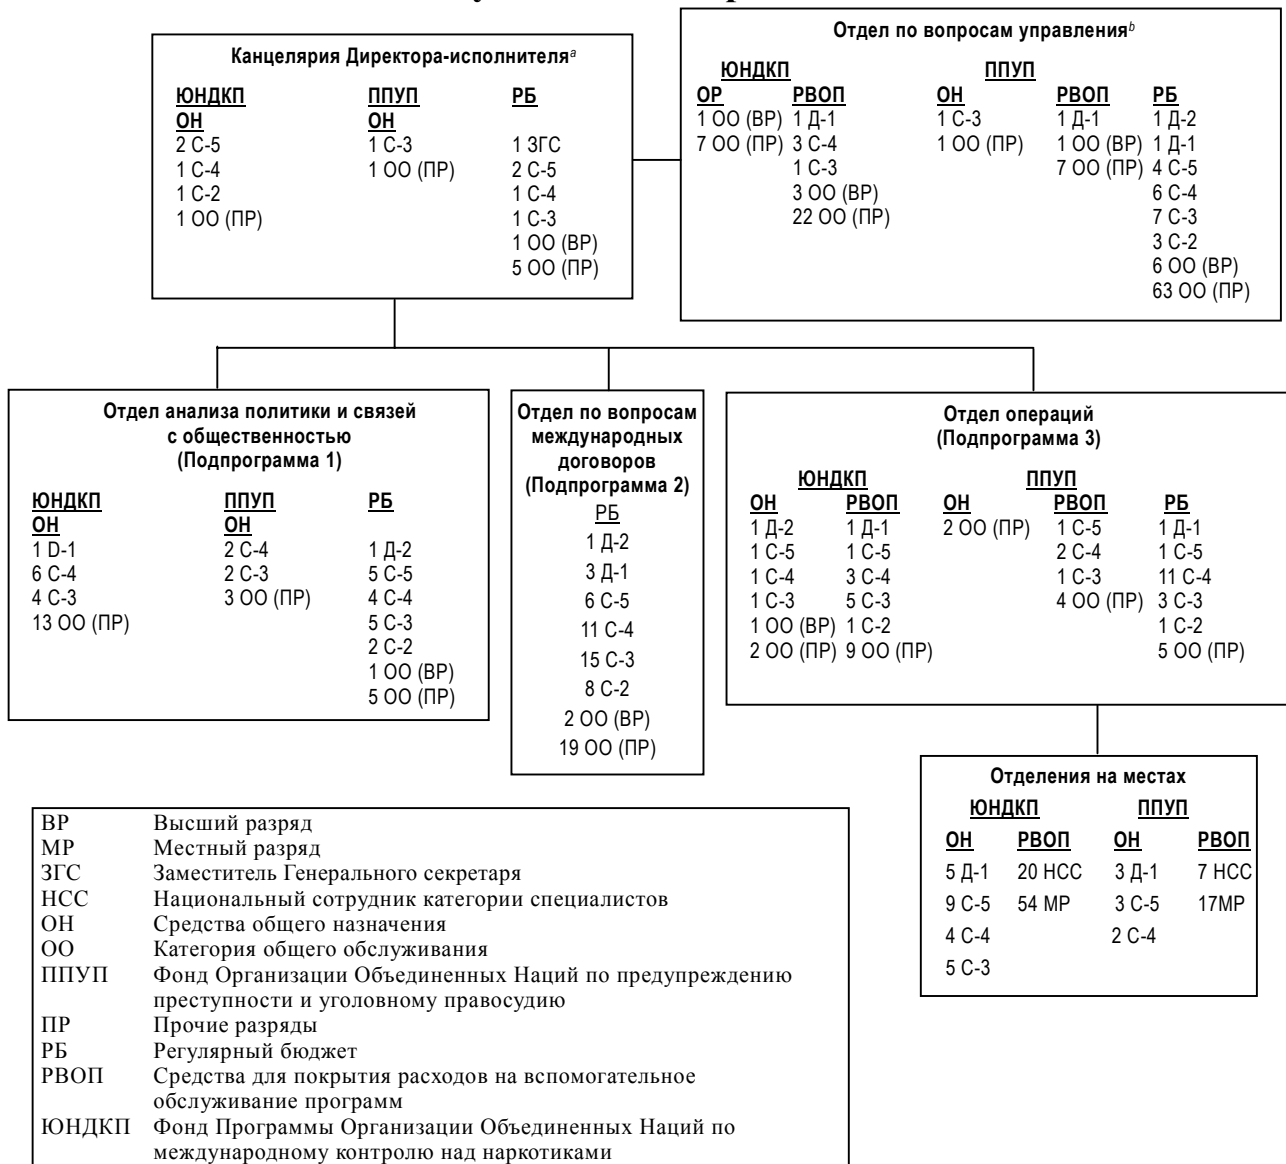 Канцелярия Директора-исполнителяᵃ
ЮНДКП ППУП РБ
ОН ОН
2 С-5 1 С-3 1 ЗГС
1 С-4 1 ОО (ПР) 2 С-5
1 С-2 1 С-4
1 ОО (ПР) 1 С-3
1 ОО (ВР)
5 ОО (ПР)
Отдел по вопросам управленияᵇ
ЮНДКП ППУП
ОР РВОП ОН РВОП РБ
1 ОО (ВР) 1 Д-1 1 С-3 1 Д-1 1 Д-2
7 ОО (ПР) 3 С-4 1 ОО (ПР) 1 ОО (ВР) 1 Д-1
1 С-3 7 ОО (ПР) 4 С-5
3 ОО (ВР) 6 С-4
22 ОО (ПР) 7 С-3
3 С-2
6 ОО (ВР)
63 ОО (ПР)
Отдел анализа политики и связей
с общественностью
(Подпрограмма 1)
ЮНДКП ППУП РБ
ОН ОН
1 D-1 2 С-4 1 Д-2
6 С-4 2 С-3 5 С-5
4 С-3 3 ОО (ПР) 4 С-4
13 ОО (ПР) 5 С-3
2 С-2
1 ОО (ВР)
5 ОО (ПР)
Отдел по вопросам
международных
договоров
(Подпрограмма 2)
РБ
1 Д-2
3 Д-1
6 С-5
11 С-4
15 С-3
8 С-2
2 ОО (ВР)
19 ОО (ПР)
Отдел операций
(Подпрограмма 3)
ЮНДКП ППУП
ОН РВОП ОН РВОП РБ
1 Д-2 1 Д-1 2 ОО (ПР) 1 С-5 1 Д-1
1 С-5 1 С-5 2 С-4 1 С-5
1 С-4 3 С-4 1 С-3 11 С-4
1 С-3 5 С-3 4 ОО (ПР) 3 С-3
1 ОО (ВР) 1 С-2 1 С-2
2 ОО (ПР) 9 ОО (ПР) 5 ОО (ПР)
Отделения на местах
ЮНДКП ППУП
ОН РВОП ОН РВОП
5 Д-1 20 НСС 3 Д-1 7 НСС
9 С-5 54 МР 3 С-5 17МР
4 С-4 2 С-4
5 С-3
ВР Высший разряд
МР Местный разряд
ЗГС Заместитель Генерального секретаря
НСС Национальный сотрудник категории специалистов
ОН Средства общего назначения
ОО Категория общего обслуживания
ППУП Фонд Организации Объединенных Наций по предупреждению
преступности и уголовному правосудию
ПР Прочие разряды
РБ Регулярный бюджет
РВОП Средства для покрытия расходов на вспомогательное
обслуживание программ
ЮНДКП Фонд Программы Организации Объединенных Наций по
международному контролю над наркотиками